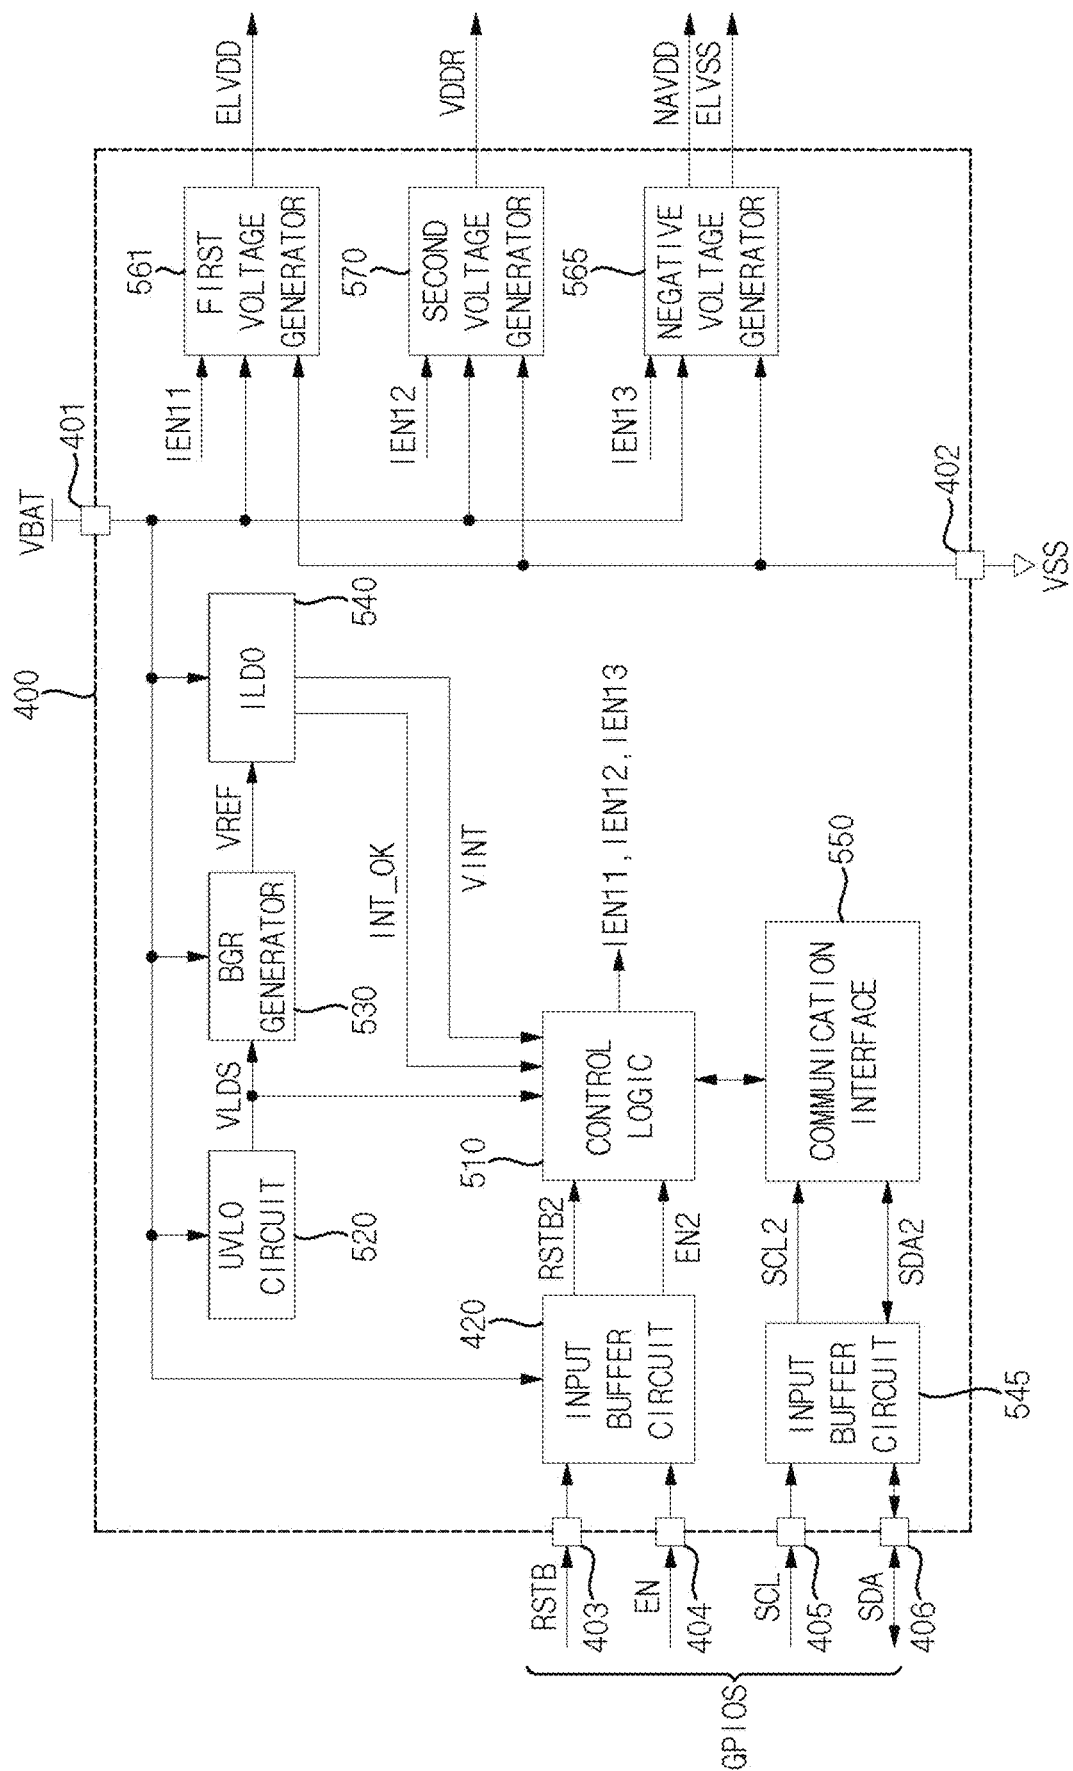 400
VBAT
401
UVLO
CIRCUIT
520
VLDS
BGR
GENERATOR
530
VREF
ILDO
540
INT_OK
VINT
IEN11
FIRST
VOLTAGE
GENERATOR
561
ELVDD
IEN12
SECOND
VOLTAGE
GENERATOR
570
VDDR
IEN13
NEGATIVE
VOLTAGE
GENERATOR
565
NAVDD
ELVSS
GPIOS
RSTB
403
EN
404
SCL
405
SDA
406
INPUT
BUFFER
CIRCUIT
420
RSTB2
EN2
CONTROL
LOGIC
510
IEN11, IEN12, IEN13
INPUT
BUFFER
CIRCUIT
545
SCL2
SDA2
COMMUNICATION
INTERFACE
550
402
VSS